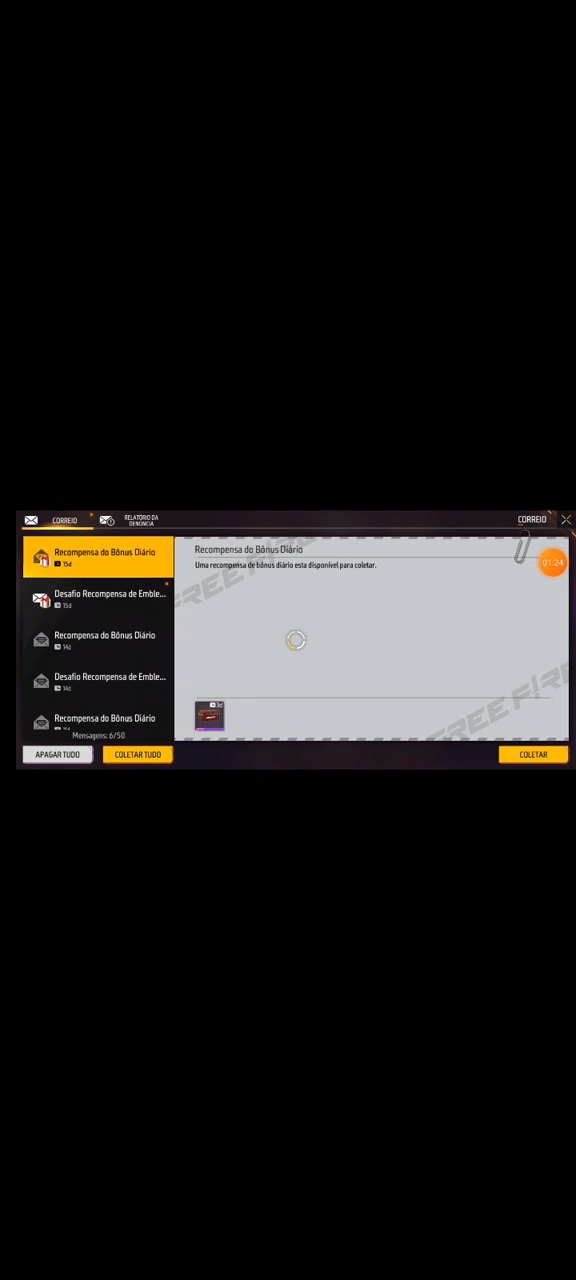 CORREIO
RELATÓRIO DA
DENÚNCIA
CORREIO
Recompensa do Bônus Diário
15d
Desafio Recompensa de Emble...
15d
Recompensa do Bônus Diário
14d
Desafio Recompensa de Emble...
14d
Recompensa do Bônus Diário
Mensagens: 6/50
APAGAR TUDO
COLETAR TUDO
Recompensa do Bônus Diário
Uma recompensa de bônus diário esta disponível para coletar.
01:24
FREE FIRE
FREE FIRE
3d
COLETAR